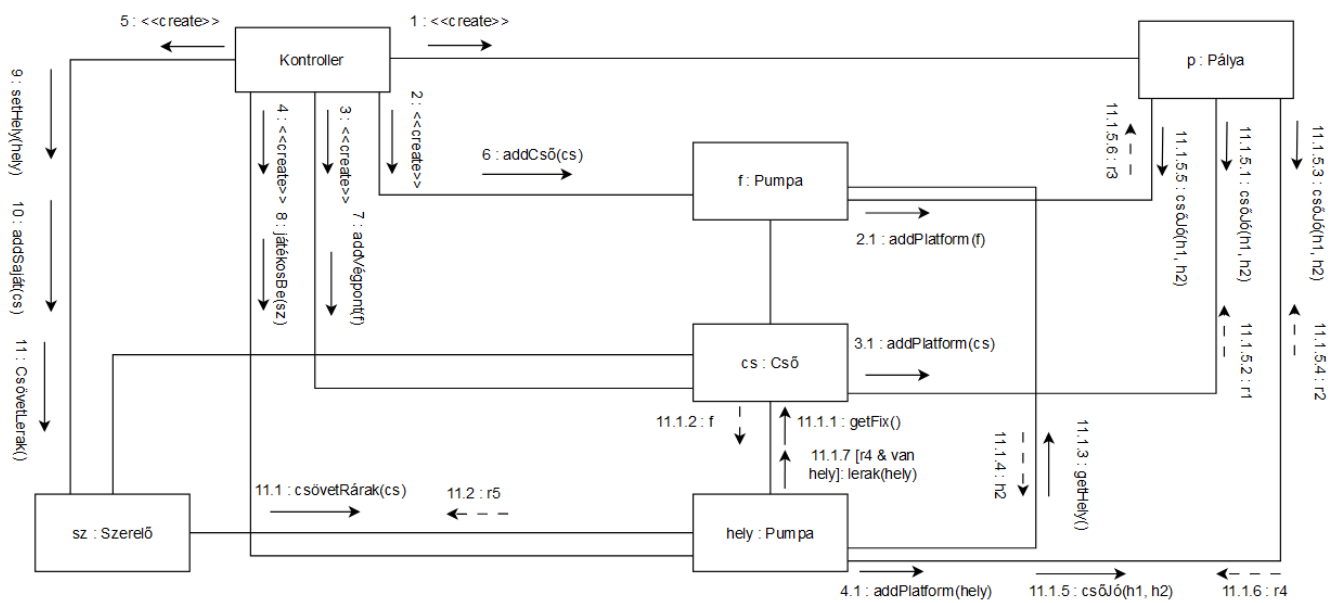 5 : <<create>>
1 : <<create>>
Kontroller
p : Pálya
9 : setHely(hely)
4 : <<create>>
3 : <<create>>
2 : <<create>>
6 : addCső(cs)
11.1.5.6 : r3
11.1.5.5 : csőJó(h1, h2)
11.1.5.1 : csőJó(h1, h2)
11.1.5.3 : csőJó(h1, h2)
f : Pumpa
2.1 : addPlatform(f)
10 : addSaját(cs)
8 : játékosBe(sz)
7 : addVégpont(f)
11 : CsövetLerak()
cs : Cső
3.1 : addPlatform(cs)
11.1.5.2 : r1
11.1.5.4 : r2
11.1.2 : f
11.1.1 : getFix()
11.1.7 [r4 & van
hely]: lerak(hely)
11.1.4 : h2
11.1.3 : getHely()
11.1 : csövetRárak(cs)
11.2 : r5
sz : Szerelő
hely : Pumpa
4.1 : addPlatform(hely)
11.1.5 : csőJó(h1, h2)
11.1.6 : r4